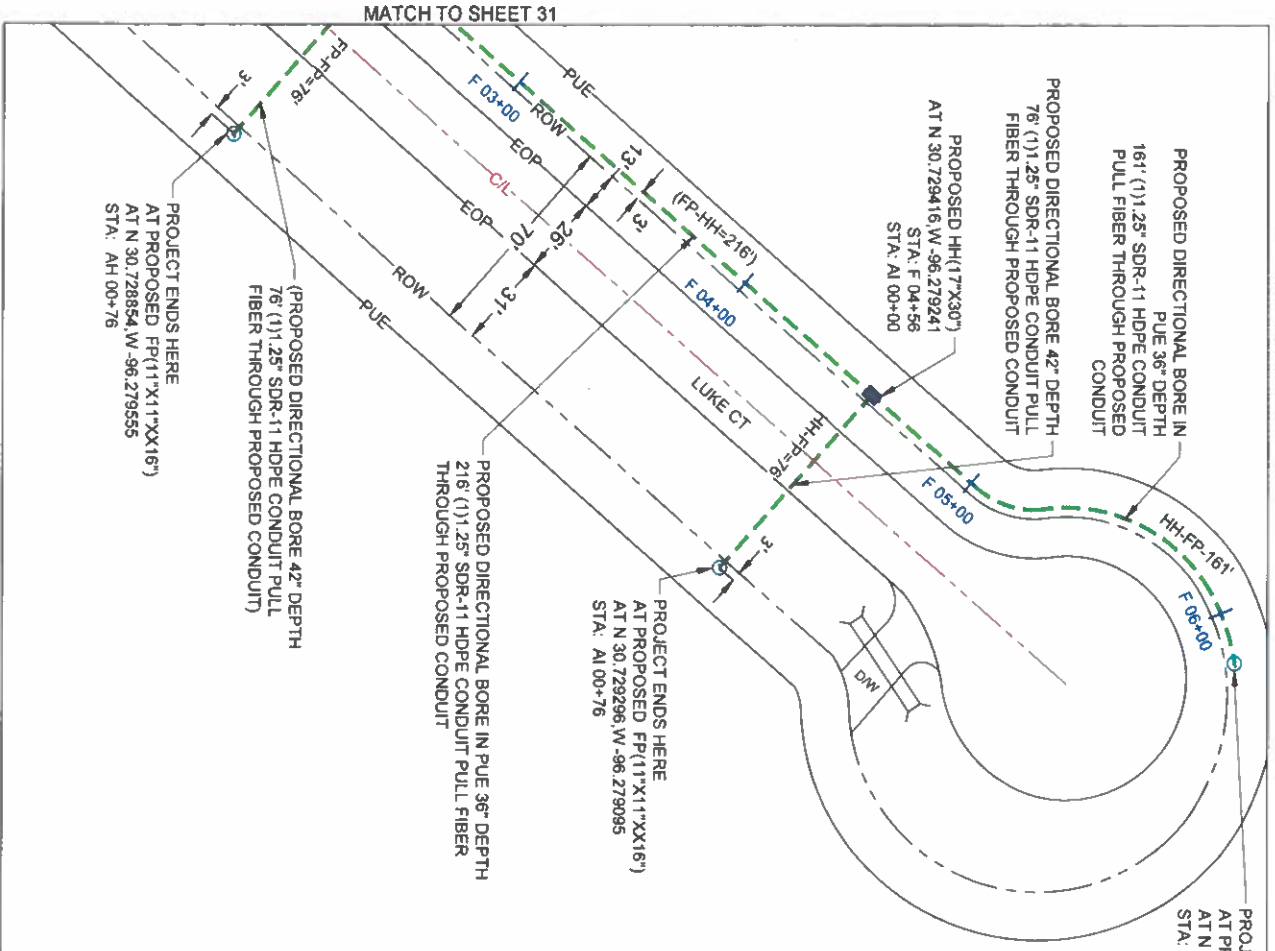 MATCH TO SHEET 31
PROPOSED DIRECTIONAL BORE IN
PUE 36" DEPTH
161' (1)1.25" SDR-11 HDPE CONDUIT
PULL FIBER THROUGH PROPOSED
CONDUIT
PROPOSED DIRECTIONAL BORE 42" DEPTH
76' (1)1.25" SDR-11 HDPE CONDUIT PULL
FIBER THROUGH PROPOSED CONDUIT
PROPOSED HH(17"X30")
AT N 30.729416,W -96.279241
STA: F 04+56
STA: AI 00+00
PUE
F 03+00
ROW
EOP
C/L
EOP
ROW
PUE
FP-FP=76'
3'
13'
3'
(FP-HH=216')
26'
70'
31'
F 04+00
LUKE CT
HH-FP=76'
3'
F 05+00
HH-FP-161'
F 06+00
D/W
PROJECT ENDS HERE
AT PROPOSED FP(11"X11"XX16")
AT N 30.728854,W -96.279555
STA: AH 00+76
(PROPOSED DIRECTIONAL BORE 42" DEPTH
76' (1)1.25" SDR-11 HDPE CONDUIT PULL
FIBER THROUGH PROPOSED CONDUIT)
PROPOSED DIRECTIONAL BORE IN PUE 36" DEPTH
216' (1)1.25" SDR-11 HDPE CONDUIT PULL FIBER
THROUGH PROPOSED CONDUIT
PROJECT ENDS HERE
AT PROPOSED FP(11"X11"XX16")
AT N 30.729296,W -96.279095
STA: AI 00+76
AT N
STA: